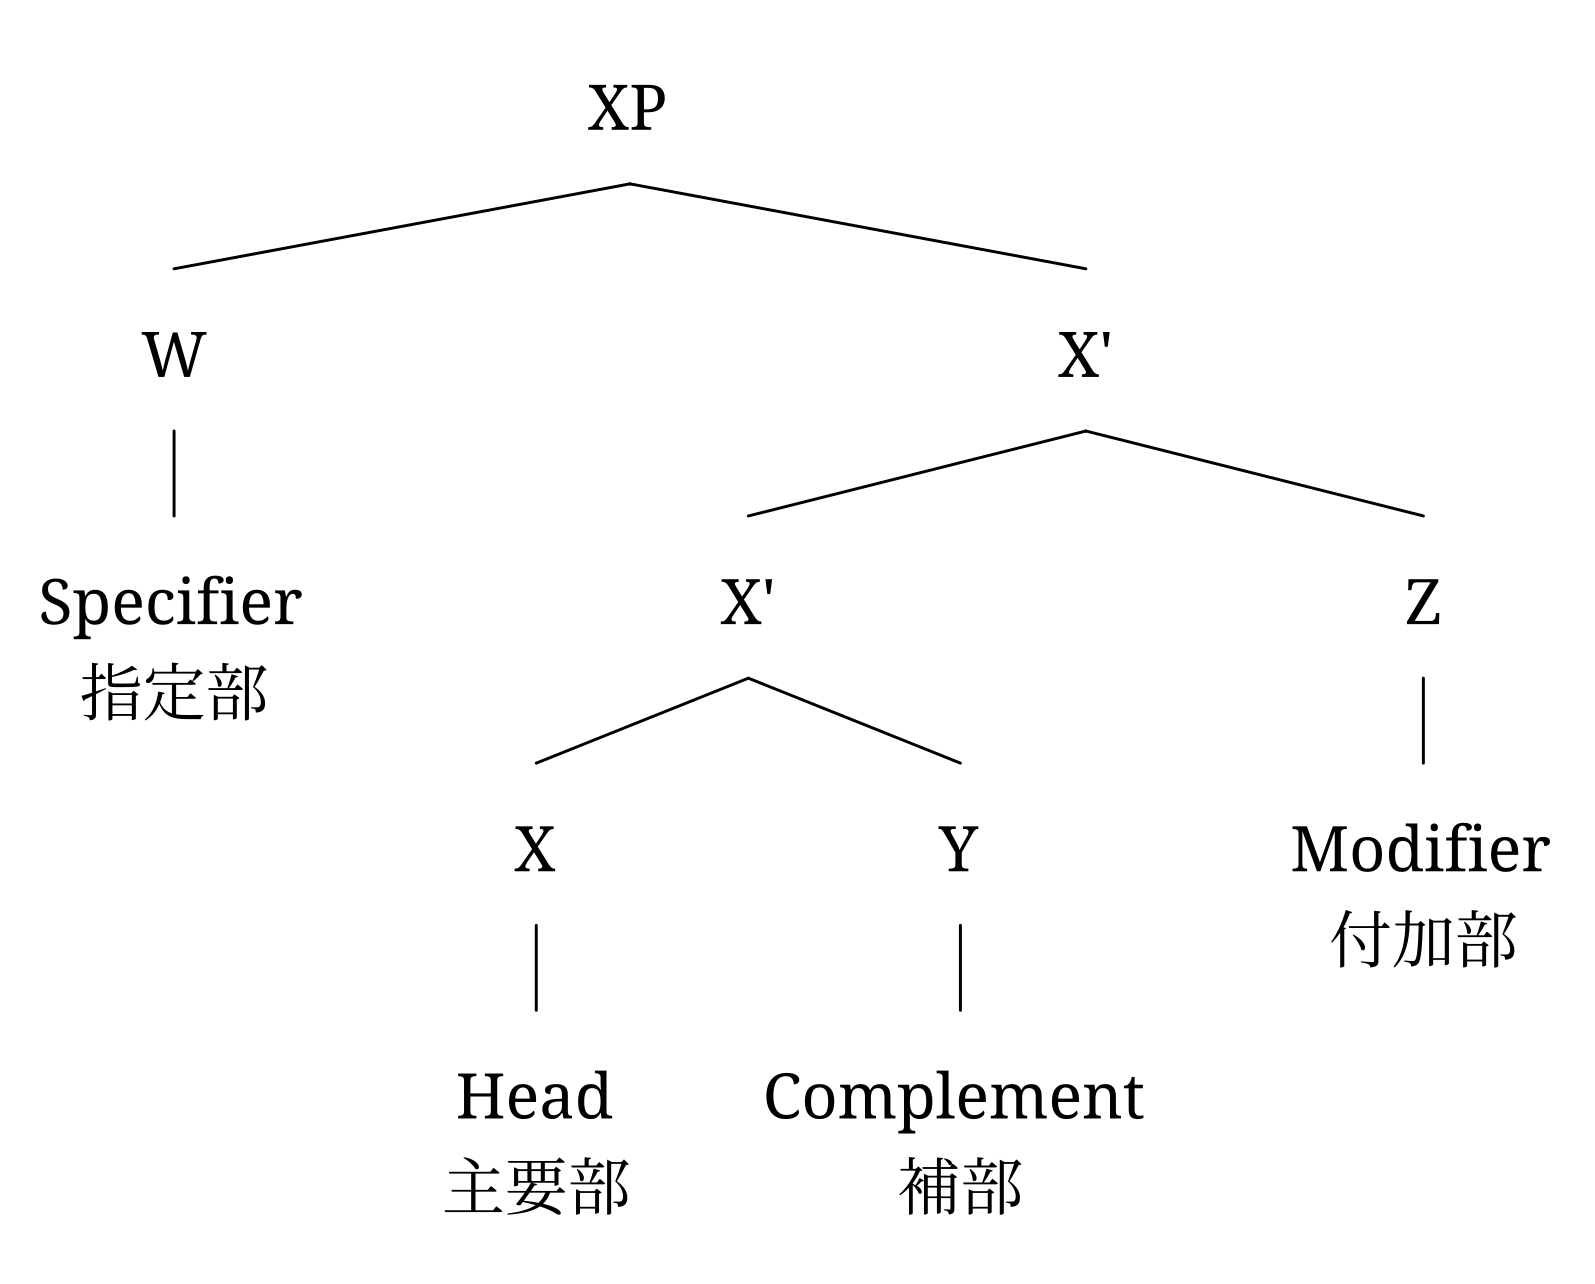 XP
W
X'
Specifier
指定部
X'
Z
X
Y
Modifier
付加部
Head
主要部
Complement
補部